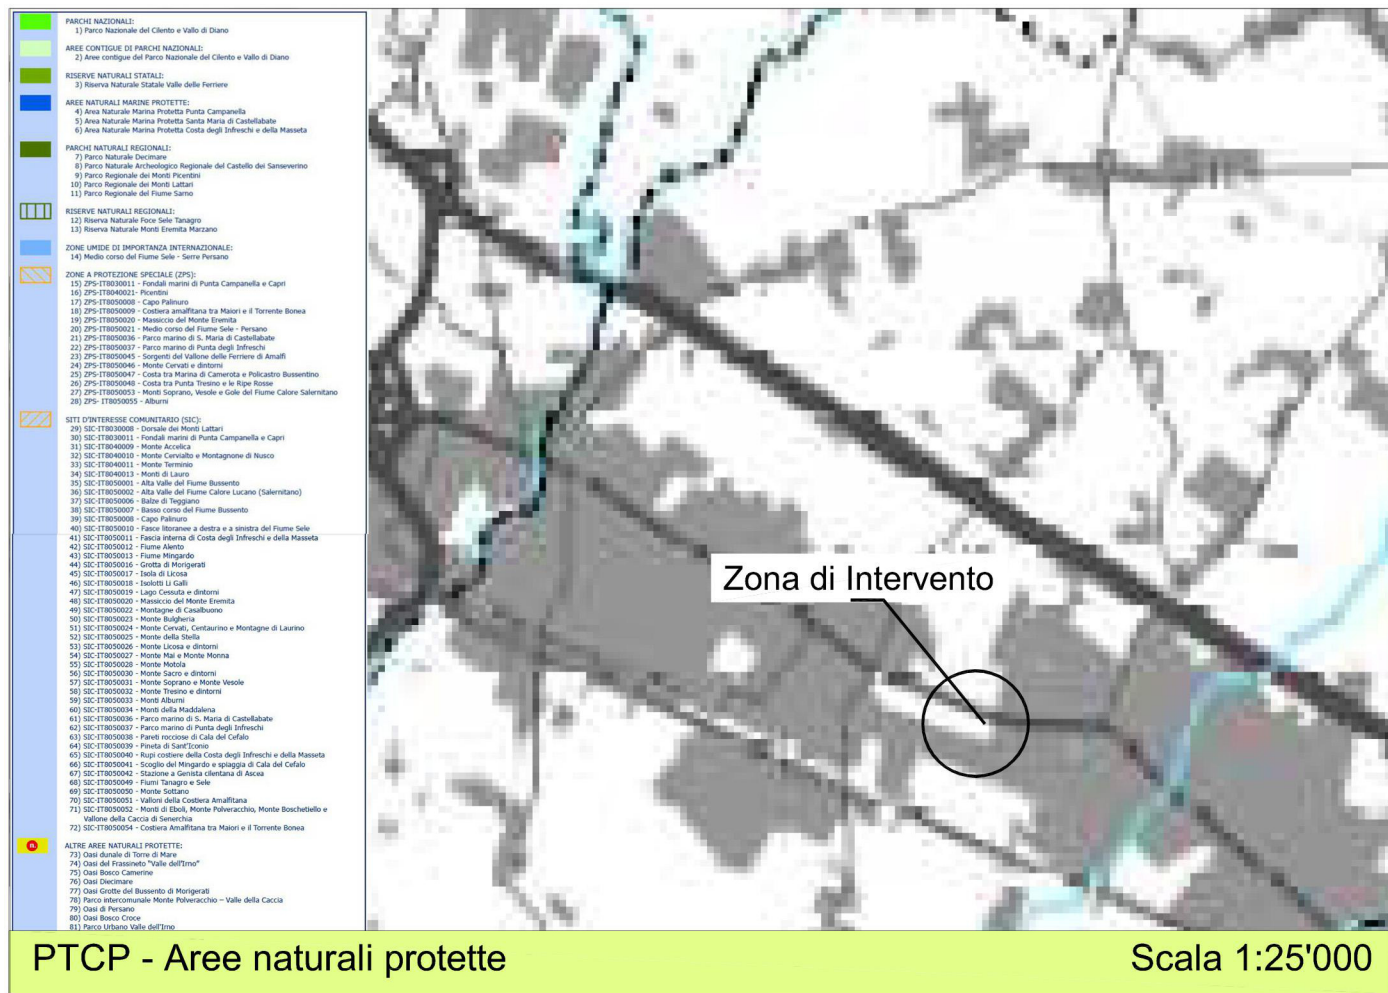 PARCHI NAZIONALI:
1) Parco Nazionale del Cilento e Vallo di Diano
AREE CONTIGUE DI PARCHI NAZIONALI:
2) Aree contigue del Parco Nazionale del Cilento e Vallo di Diano
RISERVE NATURALI STATALI:
3) Riserva Naturale Statale Valle delle Ferriere
AREE NATURALI MARINE PROTETTE:
4) Area Naturale Marina Protetta Punta Campanella
5) Area Naturale Marina Protetta Santa Maria di Castellabate
6) Area Naturale Marina Protetta Costa degli Infreschi e della Masseta
PARCHI NATURALI REGIONALI:
7) Parco Naturale Decimare
8) Parco Naturale Archeologico Regionale del Castello dei Sanseverino
9) Parco Regionale dei Monti Picentini
10) Parco Regionale dei Monti Lattari
11) Parco Regionale del Fiume Sarno
RISERVE NATURALI REGIONALI:
12) Riserva Naturale Foce Sele Tanagro
13) Riserva Naturale Monti Eremita Marzano
ZONE UMIDE DI IMPORTANZA INTERNAZIONALE:
14) Medio corso del Fiume Sele - Serre Persano
ZONE A PROTEZIONE SPECIALE (ZPS):
15) ZPS-IT8030011 - Fondali marini di Punta Campanella e Capri
16) ZPS-IT8040021- Picentini
17) ZPS-IT8050008 - Capo Palinuro
18) ZPS-IT8050009 - Costiera amalfitana tra Maiori e il Torrente Bonea
19) ZPS-IT8050020 - Massiccio del Monte Eremita
20) ZPS-IT8050021 - Medio corso del Fiume Sele - Persano
21) ZPS-IT8050036 - Parco marino di S. Maria di Castellabate
22) ZPS-IT8050037 - Parco marino di Punta degli Infreschi
23) ZPS-IT8050045 - Sorgenti del Vallone delle Ferriere di Amalfi
24) ZPS-IT8050046 - Monte Cervati e dintorni
25) ZPS-IT8050047 - Costa tra Marina di Camerota e Policastro Bussentino
26) ZPS-IT8050048 - Costa tra Punta Tresino e le Ripe Rosse
27) ZPS-IT8050053 - Monti Soprano, Vesole e Gole del Fiume Calore Salernitano
28) ZPS- IT8050055 - Alburni
SITI D'INTERESSE COMUNITARIO (SIC):
29) SIC-IT8030008 - Dorsale dei Monti Lattari
30) SIC-IT8030011 - Fondali marini di Punta Campanella e Capri
31) SIC-IT8040009 - Monte Accelica
32) SIC-IT8040010 - Monte Cervialto e Montagnone di Nusco
33) SIC-IT8040011 - Monte Terminio
34) SIC-IT8040013 - Monti di Lauro
35) SIC-IT8050001 - Alta Valle del Fiume Bussento
36) SIC-IT8050002 - Alta Valle del Fiume Calore Lucano (Salernitano)
37) SIC-IT8050006 - Balze di Teggiano
38) SIC-IT8050007 - Basso corso del Fiume Bussento
39) SIC-IT8050008 - Capo Palinuro
40) SIC-IT8050010 - Fasce litoranee a destra e a sinistra del Fiume Sele
41) SIC-IT8050011 - Fascia interna di Costa degli Infreschi e della Masseta
42) SIC-IT8050012 - Fiume Alento
43) SIC-IT8050013 - Fiume Mingardo
44) SIC-IT8050016 - Grotta di Morigerati
45) SIC-IT8050017 - Isola di Licosa
46) SIC-IT8050018 - Isolotti Li Galli
47) SIC-IT8050019 - Lago Cessuta e dintorni
48) SIC-IT8050020 - Massiccio del Monte Eremita
49) SIC-IT8050022 - Montagne di Casalbuono
50) SIC-IT8050023 - Monte Bulgheria
51) SIC-IT8050024 - Monte Cervati, Centaurino e Montagne di Laurino
52) SIC-IT8050025 - Monte della Stella
53) SIC-IT8050026 - Monte Licosa e dintorni
54) SIC-IT8050027 - Monte Mai e Monte Monna
55) SIC-IT8050028 - Monte Motola
56) SIC-IT8050030 - Monte Sacro e dintorni
57) SIC-IT8050031 - Monte Soprano e Monte Vesole
58) SIC-IT8050032 - Monte Tresino e dintorni
59) SIC-IT8050033 - Monti Alburni
60) SIC-IT8050034 - Monti della Maddalena
61) SIC-IT8050036 - Parco marino di S. Maria di Castellabate
62) SIC-IT8050037 - Parco marino di Punta degli Infreschi
63) SIC-IT8050038 - Pareti rocciose di Cala del Cefalo
64) SIC-IT8050039 - Pineta di Sant'Iconio
65) SIC-IT8050040 - Rupi costiere della Costa degli Infreschi e della Masseta
66) SIC-IT8050041 - Scoglio del Mingardo e spiaggia di Cala del Cefalo
67) SIC-IT8050042 - Stazione a Genista cilentana di Ascea
68) SIC-IT8050049 - Fiumi Tanagro e Sele
69) SIC-IT8050050 - Monte Sottano
70) SIC-IT8050051 - Valloni della Costiera Amalfitana
71) SIC-IT8050052 - Monti di Eboli, Monte Polveracchio, Monte Boschetiello e
Vallone della Caccia di Senerchia
72) SIC-IT8050054 - Costiera Amalfitana tra Maiori e il Torrente Bonea
n.
ALTRE AREE NATURALI PROTETTE:
73) Oasi dunale di Torre di Mare
74) Oasi del Frassineto "Valle dell'Irno"
75) Oasi Bosco Camerine
76) Oasi Diecimare
77) Oasi Grotte del Bussento di Morigerati
78) Parco intercomunale Monte Polveracchio – Valle della Caccia
79) Oasi di Persano
80) Oasi Bosco Croce
81) Parco Urbano Valle dell'Irno
Zona di Intervento
PTCP - Aree naturali protette
Scala 1:25'000